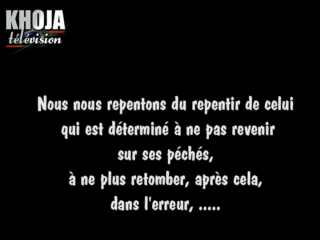 KHOJA
télévision
Nous nous repentons du repentir de celui
qui est déterminé à ne pas revenir
sur ses péchés,
à ne plus retomber, après cela,
dans l'erreur, .....